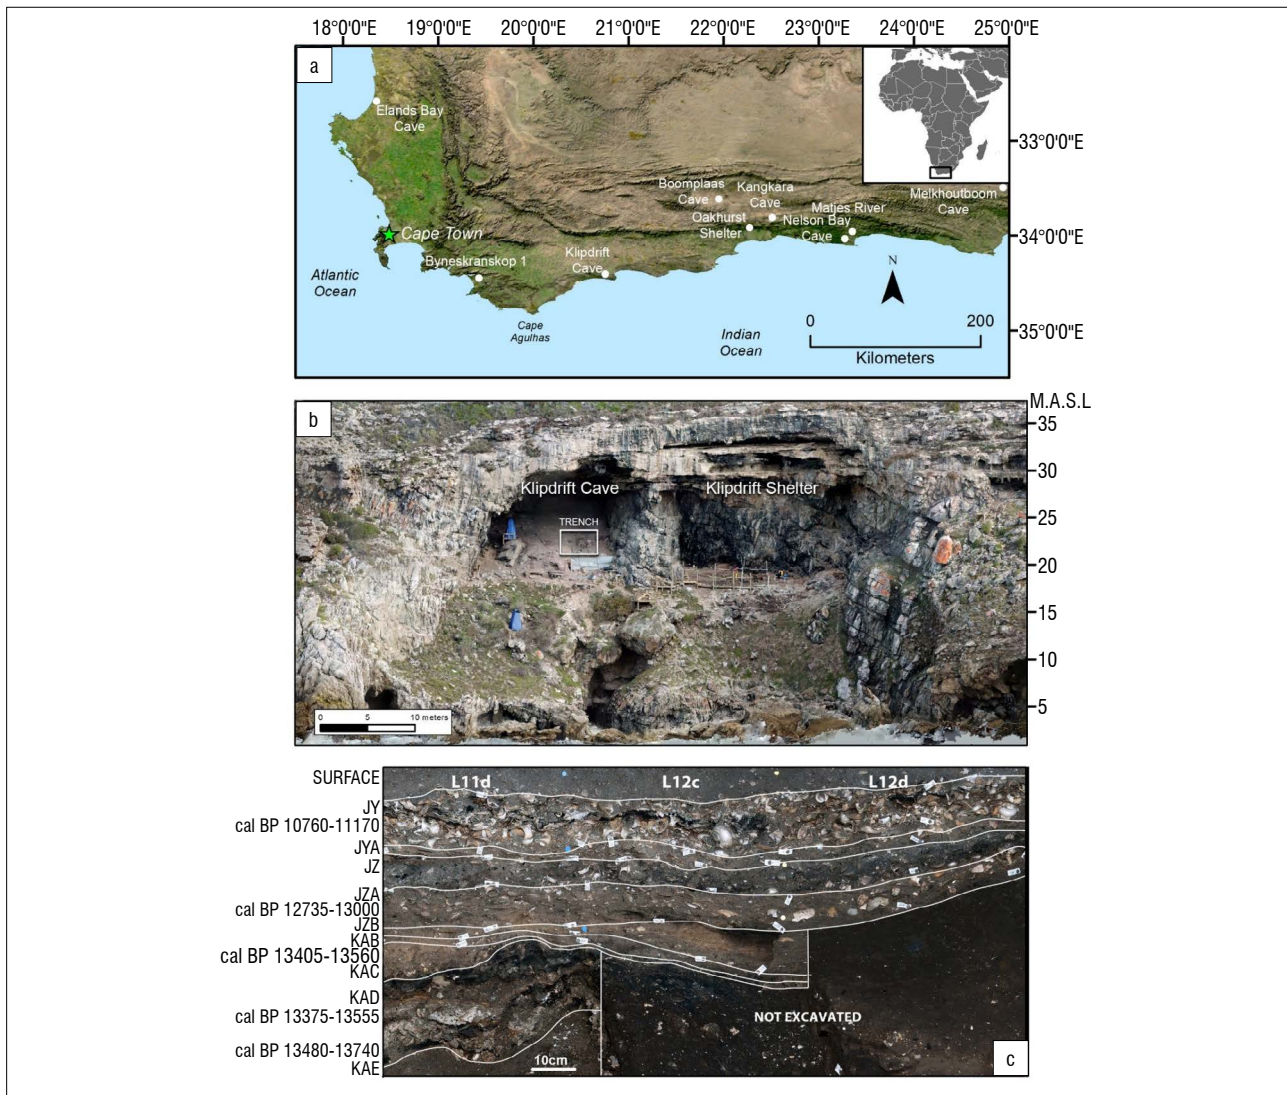 18°0'0"E 19°0'0"E 20°0'0"E 21°0'0"E 22°0'0"E 23°0'0"E 24°0'0"E 25°0'0"E
a
Elands Bay
Cave
33°0'0"E
Boomplaas
Cave
Kangkara
Cave
Melkhoutboom
Cave
Oakhurst
Shelter
Matjes River
Nelson Bay
Cave
34°0'0"E
Cape Town
Klipdrift
Cave
Byneskranskop 1
Atlantic
Ocean
N
Cape
Agulhas
Indian
Ocean
0 200
Kilometers
35°0'0"E
b
M.A.S.L
35
30
25
20
15
10
5
Klipdrift Cave
Klipdrift Shelter
TRENCH
0 5 10 meters
SURFACE
JY
cal BP 10760-11170
JYA
JZ
JZA
cal BP 12735-13000
JZB
KAB
cal BP 13405-13560
KAC
KAD
cal BP 13375-13555
cal BP 13480-13740
KAE
L11d L12c L12d
NOT EXCAVATED
10cm
c